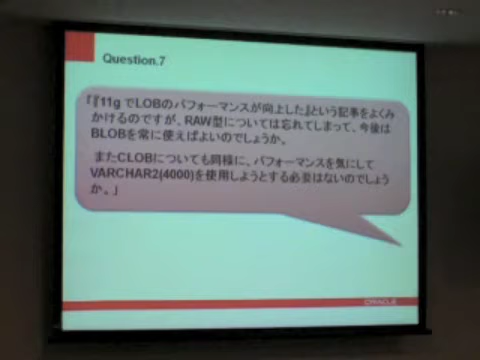 Question.7
「『11g でLOBのパフォーマンスが向上した』という記事をよくみ
かけるのですが、RAW型については忘れてしまって、今後は
BLOBを常に使えばよいのでしょうか。
またCLOBについても同様に、パフォーマンスを気にして
VARCHAR2(4000)を使用しようとする必要はないのでしょう
か。」
ORACLE